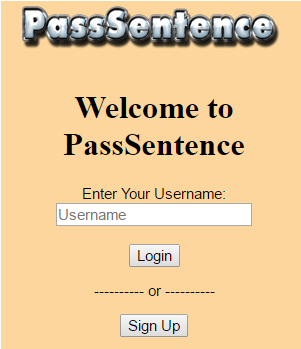 PassSentence
Welcome to
PassSentence
Enter Your Username:
Username
Login
---------- or ----------
Sign Up